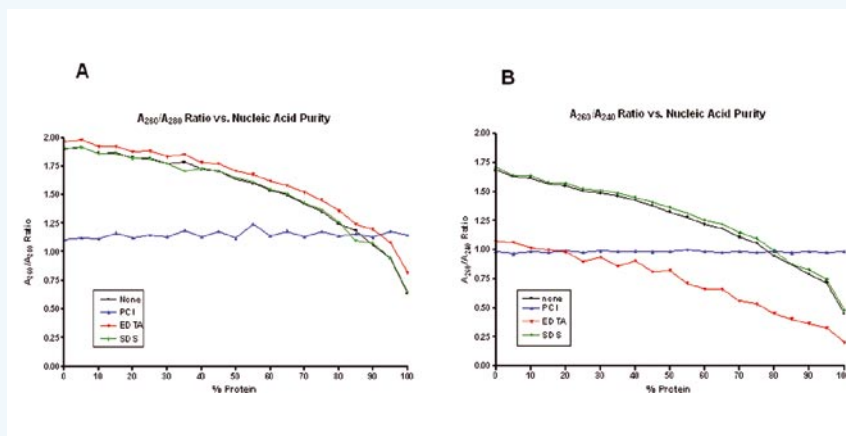 A
A260/A280 Ratio vs. Nucleic Acid Purity
2.00
1.75
1.50
1.25
1.00
0.75
0.50
0.25
0.00
A260/A280 Ratio
None
PCI
EDTA
SDS
0 10 20 30 40 50 60 70 80 90 100
% Protein
B
A260/A240 Ratio vs. Nucleic Acid Purity
2.00
1.75
1.50
1.25
1.00
0.75
0.50
0.25
0.00
A260/A240 Ratio
none
PCI
EDTA
SDS
0 10 20 30 40 50 60 70 80 90 100
% Protein